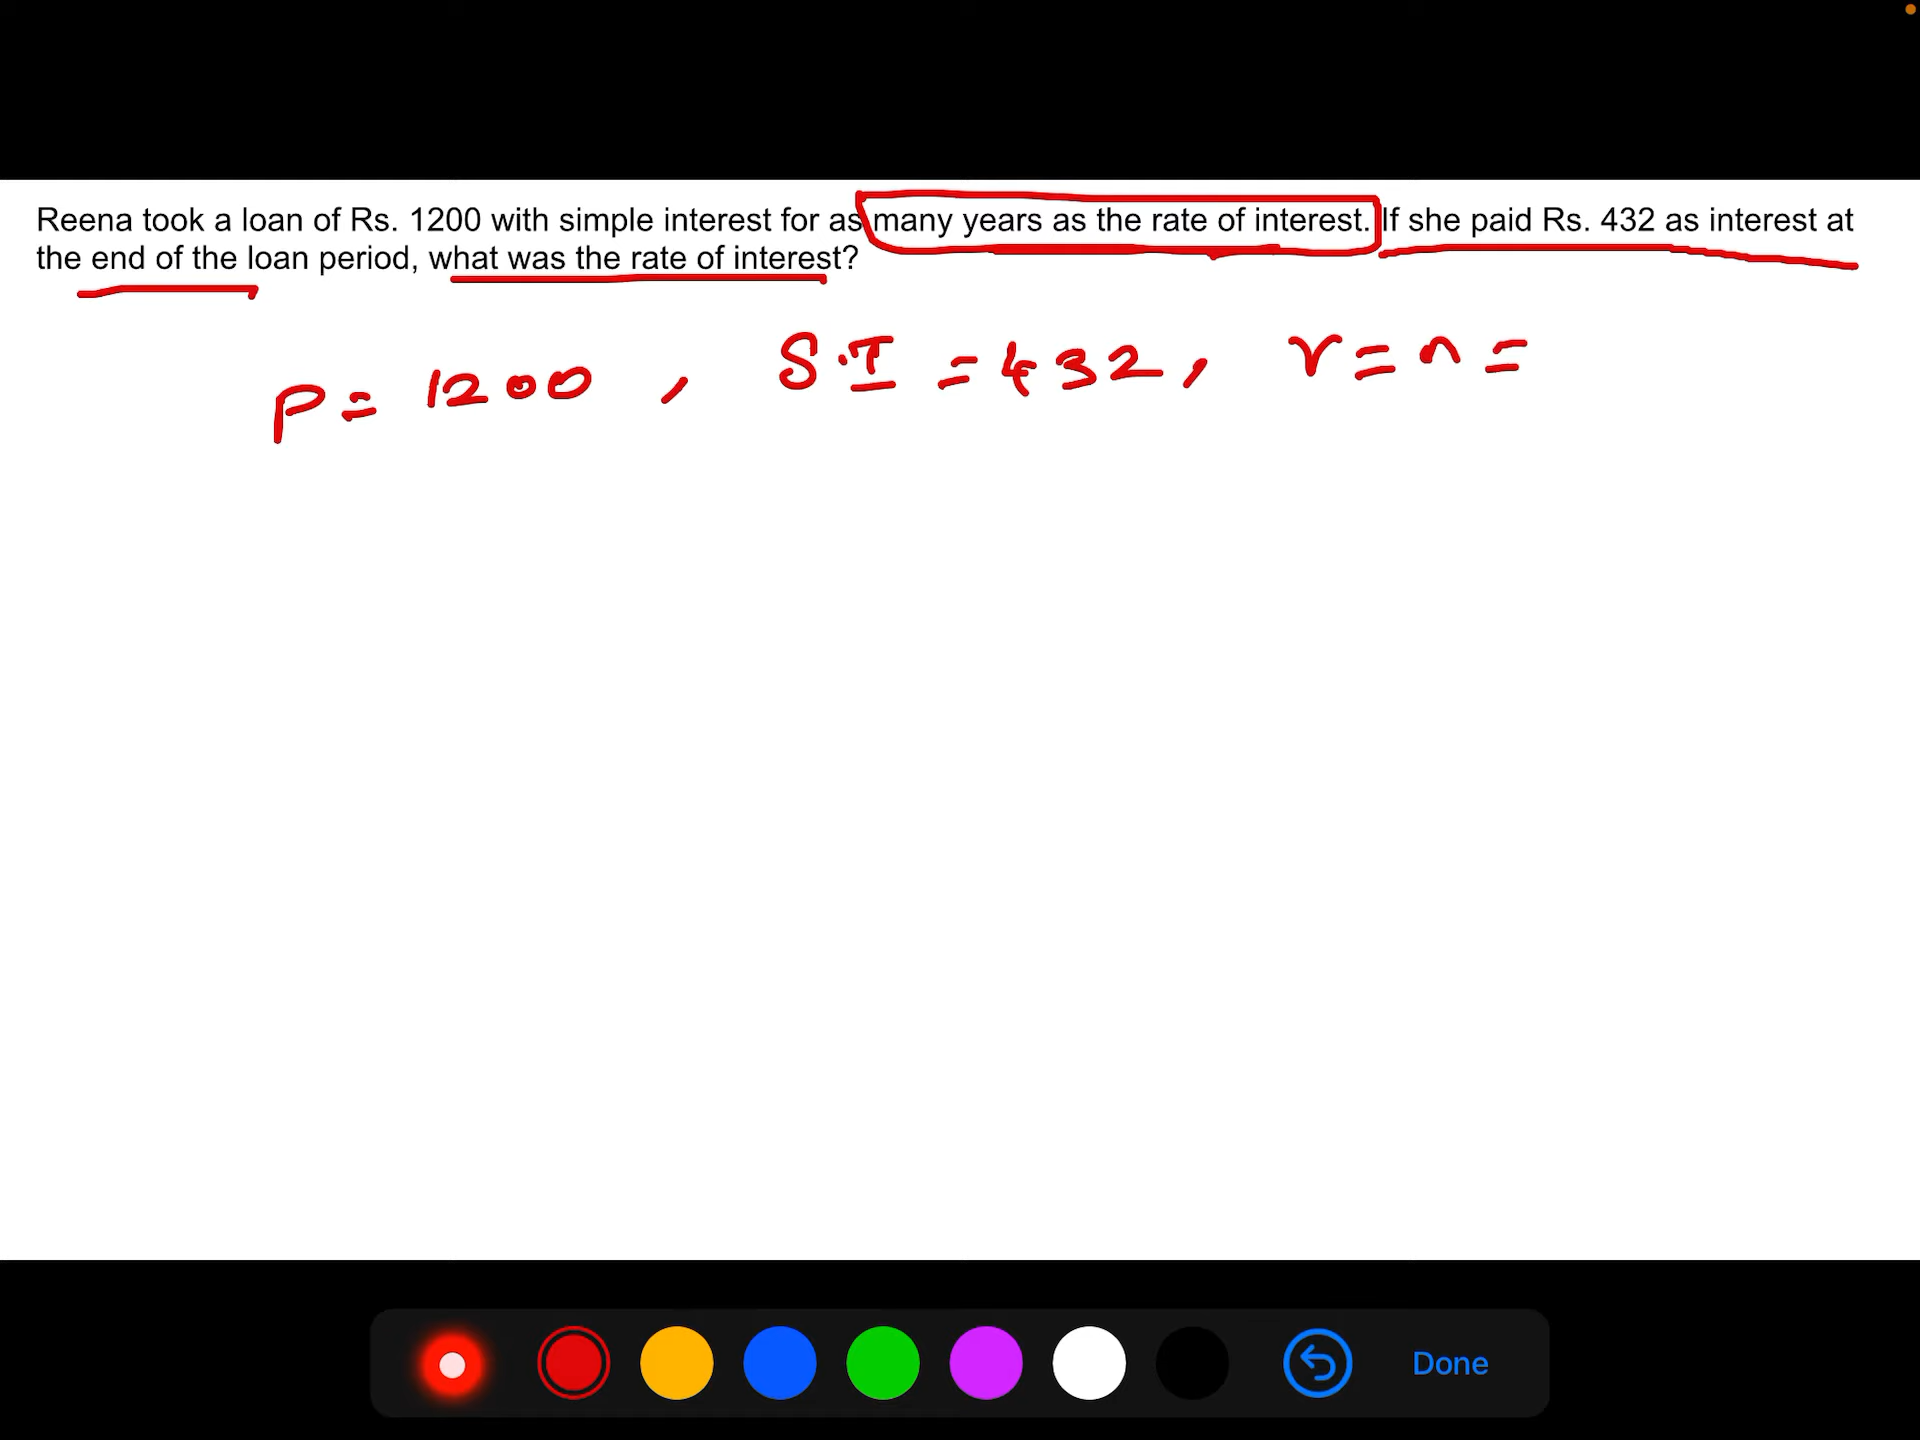 Reena took a loan of Rs. 1200 with simple interest for as many years as the rate of interest. If she paid Rs. 432 as interest at
the end of the loan period, what was the rate of interest?
P = 1200 , S.I = 432, r = n =
Done